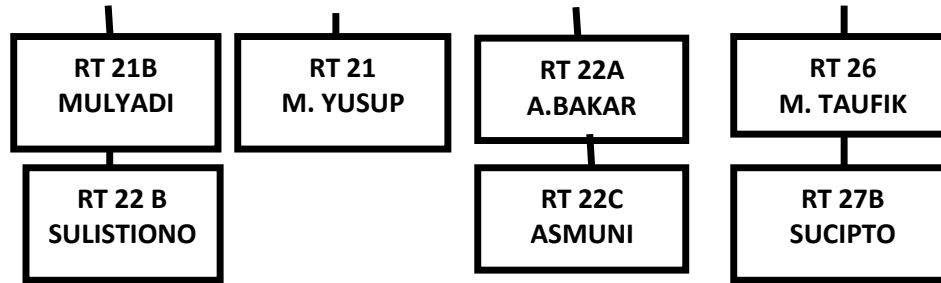 RT 21B
MULYADI
RT 21
M. YUSUP
RT 22A
A.BAKAR
RT 26
M. TAUFIK
RT 22 B
SULISTIONO
RT 22C
ASMUNI
RT 27B
SUCIPTO